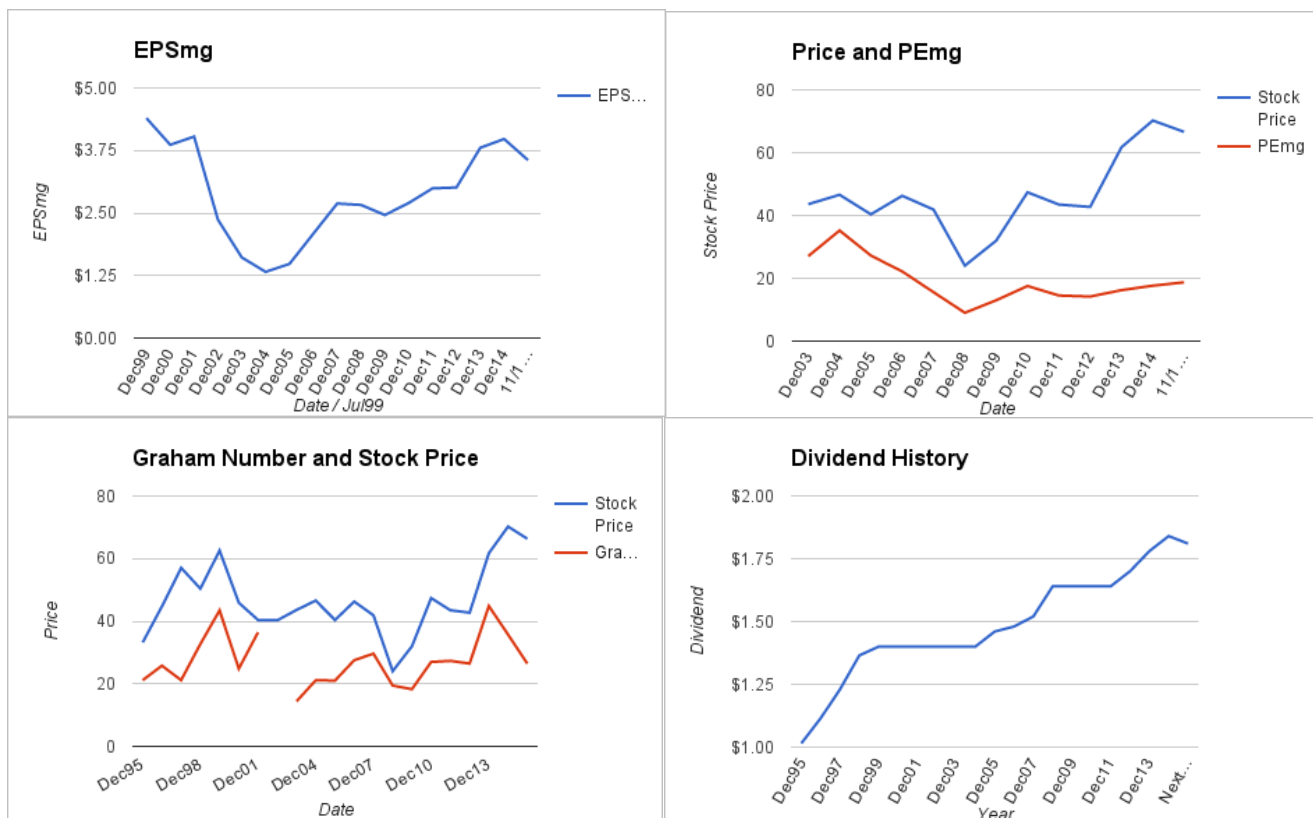 EPSmg
$5.00
$3.75
$2.50
$1.25
$0.00
EPSmg
EPS...
Dec99
Dec00
Dec01
Dec02
Dec03
Dec04
Dec05
Dec06
Dec07
Dec08
Dec09
Dec10
Dec11
Dec12
Dec13
Dec14
11/1 ...
Date / Jul99
Price and PEmg
80
60
40
20
0
Stock Price
Stock
Price
PEmg
Dec03
Dec04
Dec05
Dec06
Dec07
Dec08
Dec09
Dec10
Dec11
Dec12
Dec13
Dec14
11/1 ...
Date
Graham Number and Stock Price
80
60
40
20
0
Price
Stock
Price
Gra...
Dec95
Dec98
Dec01
Dec04
Dec07
Dec10
Dec13
Date
Dividend History
$2.00
$1.75
$1.50
$1.25
$1.00
Dividend
Dec95
Dec97
Dec99
Dec01
Dec03
Dec05
Dec07
Dec09
Dec11
Dec13
Next...
Year